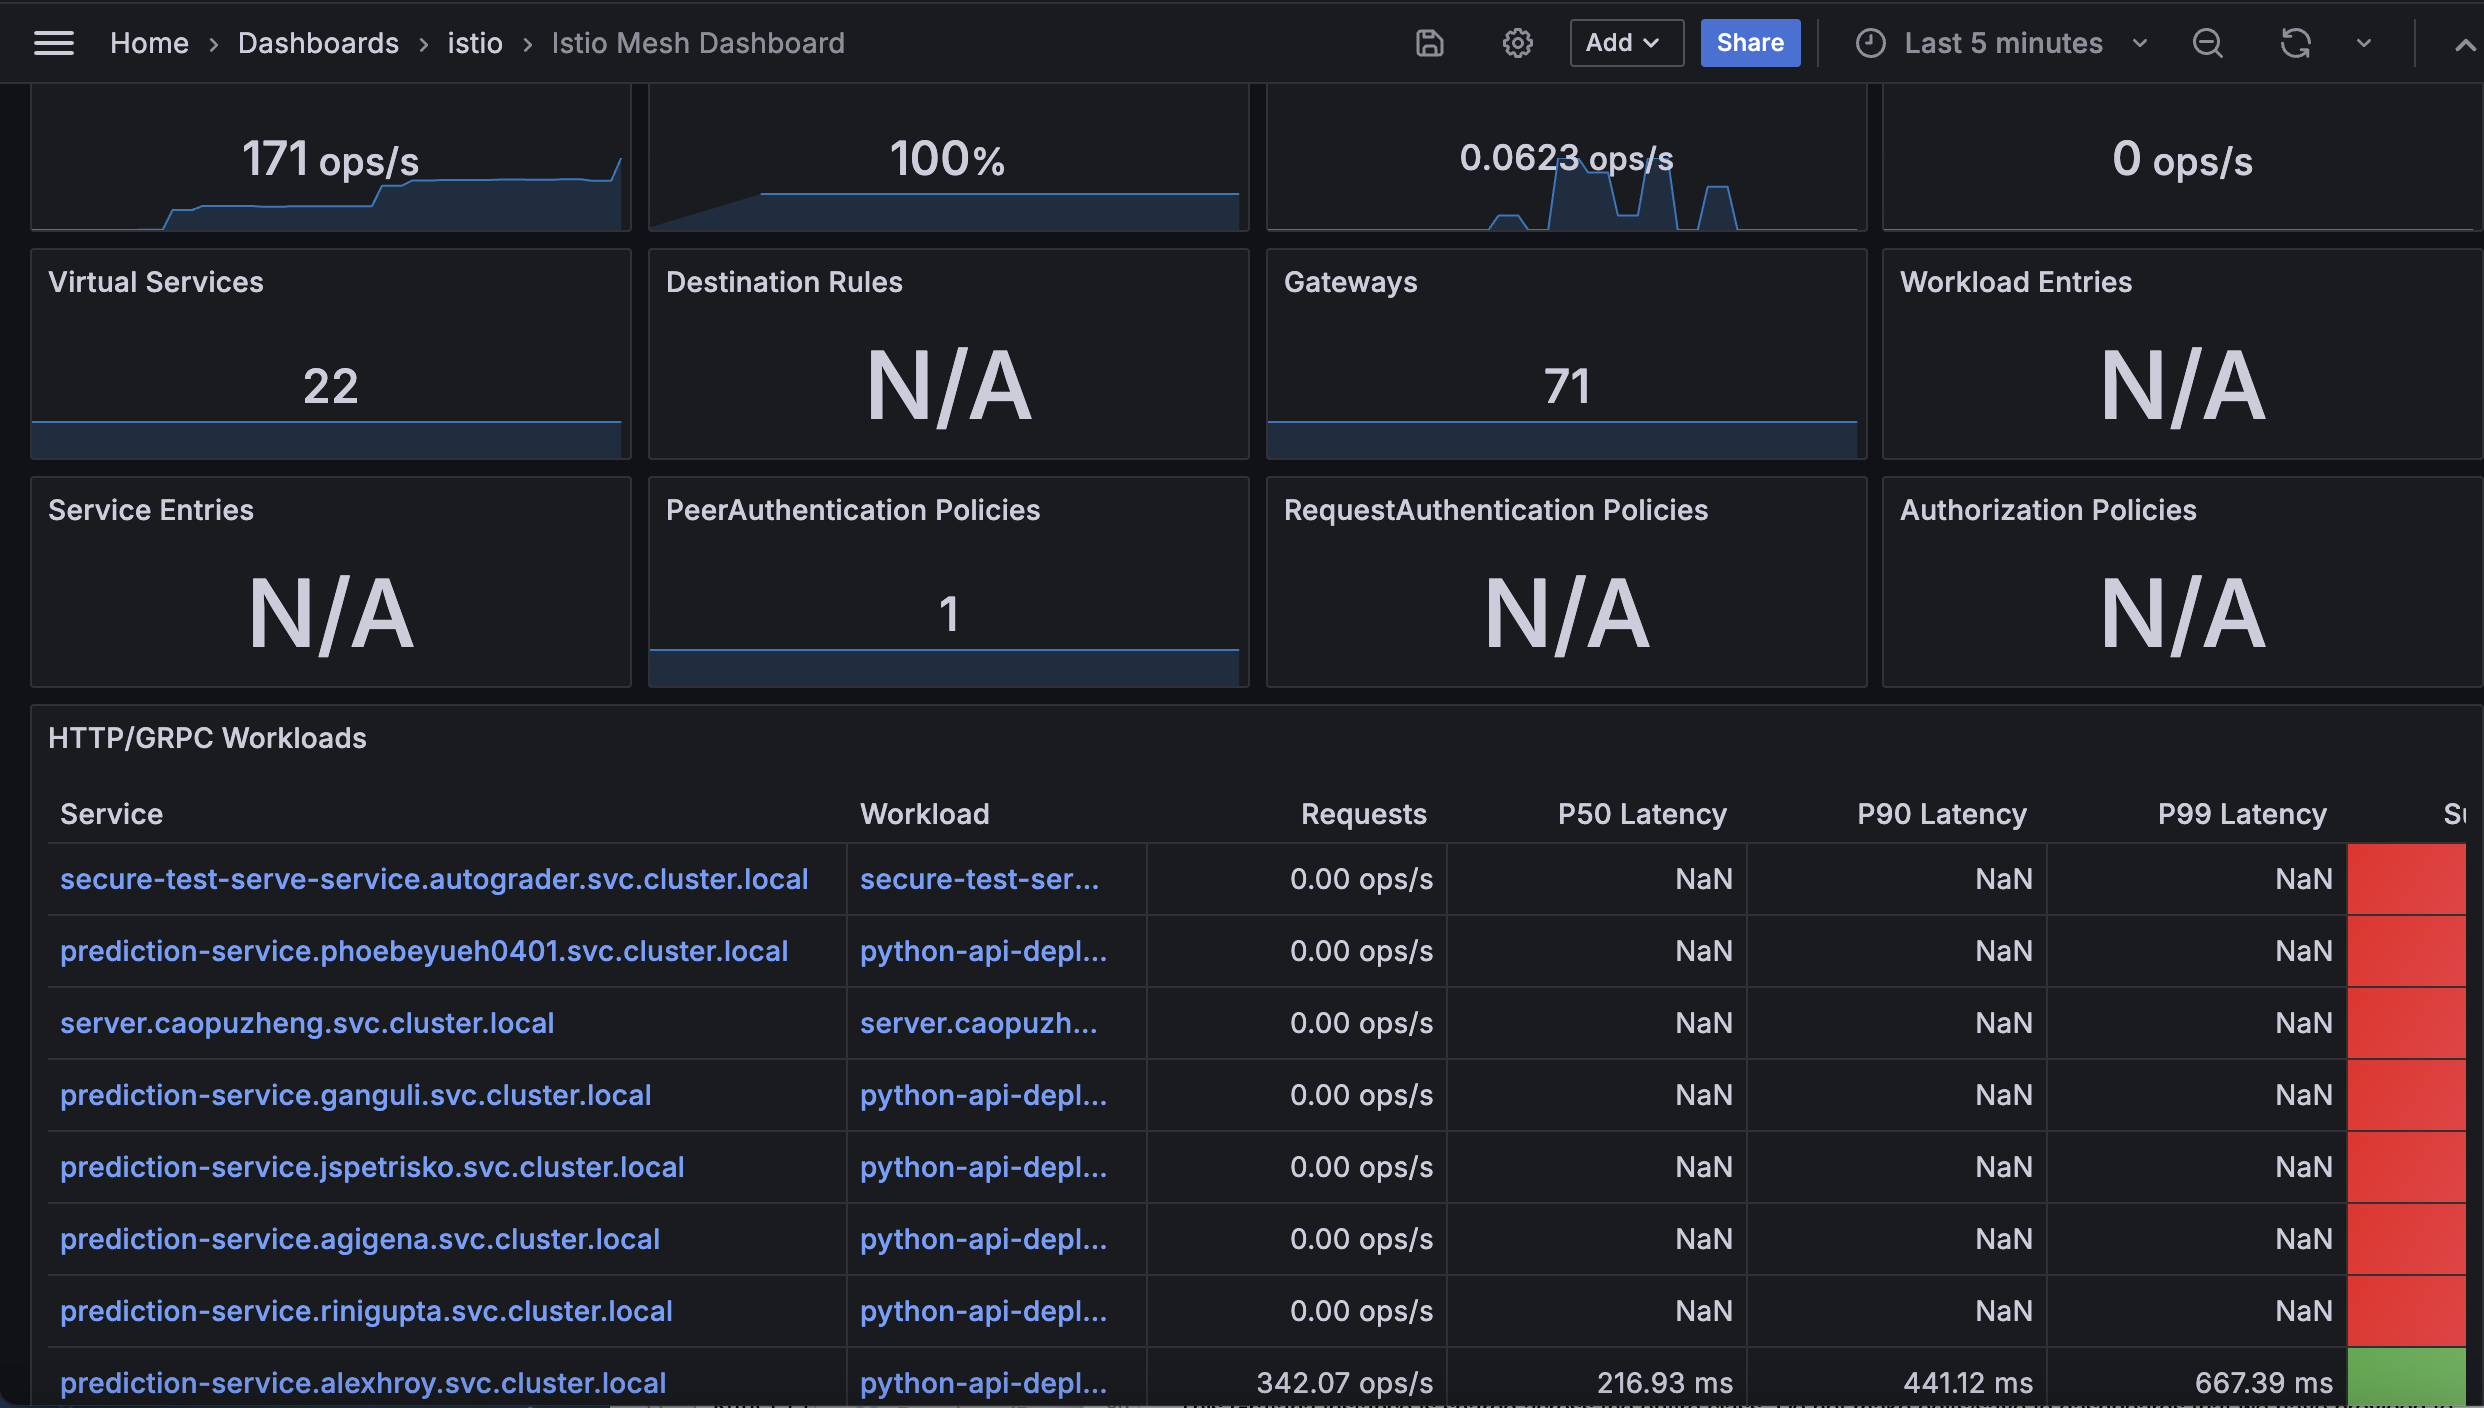 Home › Dashboards › istio › Istio Mesh Dashboard Add Share Last 5 minutes
171 ops/s 100% 0.0623 ops/s 0 ops/s
Virtual Services Destination Rules Gateways Workload Entries
22 N/A 71 N/A
Service Entries PeerAuthentication Policies RequestAuthentication Policies Authorization Policies
N/A 1 N/A N/A
HTTP/GRPC Workloads
Service Workload Requests P50 Latency P90 Latency P99 Latency
secure-test-serve-service.autograder.svc.cluster.local secure-test-ser... 0.00 ops/s NaN NaN NaN
prediction-service.phoebeyueh0401.svc.cluster.local python-api-depl... 0.00 ops/s NaN NaN NaN
server.caopuzheng.svc.cluster.local server.caopuzh... 0.00 ops/s NaN NaN NaN
prediction-service.ganguli.svc.cluster.local python-api-depl... 0.00 ops/s NaN NaN NaN
prediction-service.jspetrisko.svc.cluster.local python-api-depl... 0.00 ops/s NaN NaN NaN
prediction-service.agigena.svc.cluster.local python-api-depl... 0.00 ops/s NaN NaN NaN
prediction-service.rinigupta.svc.cluster.local python-api-depl... 0.00 ops/s NaN NaN NaN
prediction-service.alexhroy.svc.cluster.local python-api-depl... 342.07 ops/s 216.93 ms 441.12 ms 667.39 ms